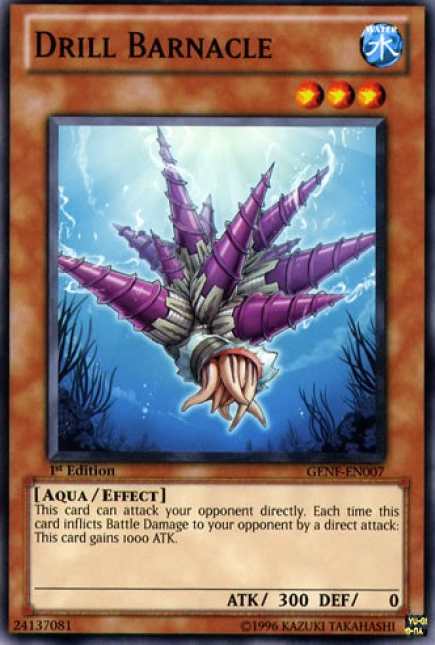 DRILL BARNACLE
WATER
水
1st Edition
GENF-EN007
[AQUA/EFFECT]
This card can attack your opponent directly. Each time this
card inflicts Battle Damage to your opponent by a direct attack:
This card gains 1000 ATK.
ATK/ 300 DEF/ 0
24137081
©1996 KAZUKI TAKAHASHI